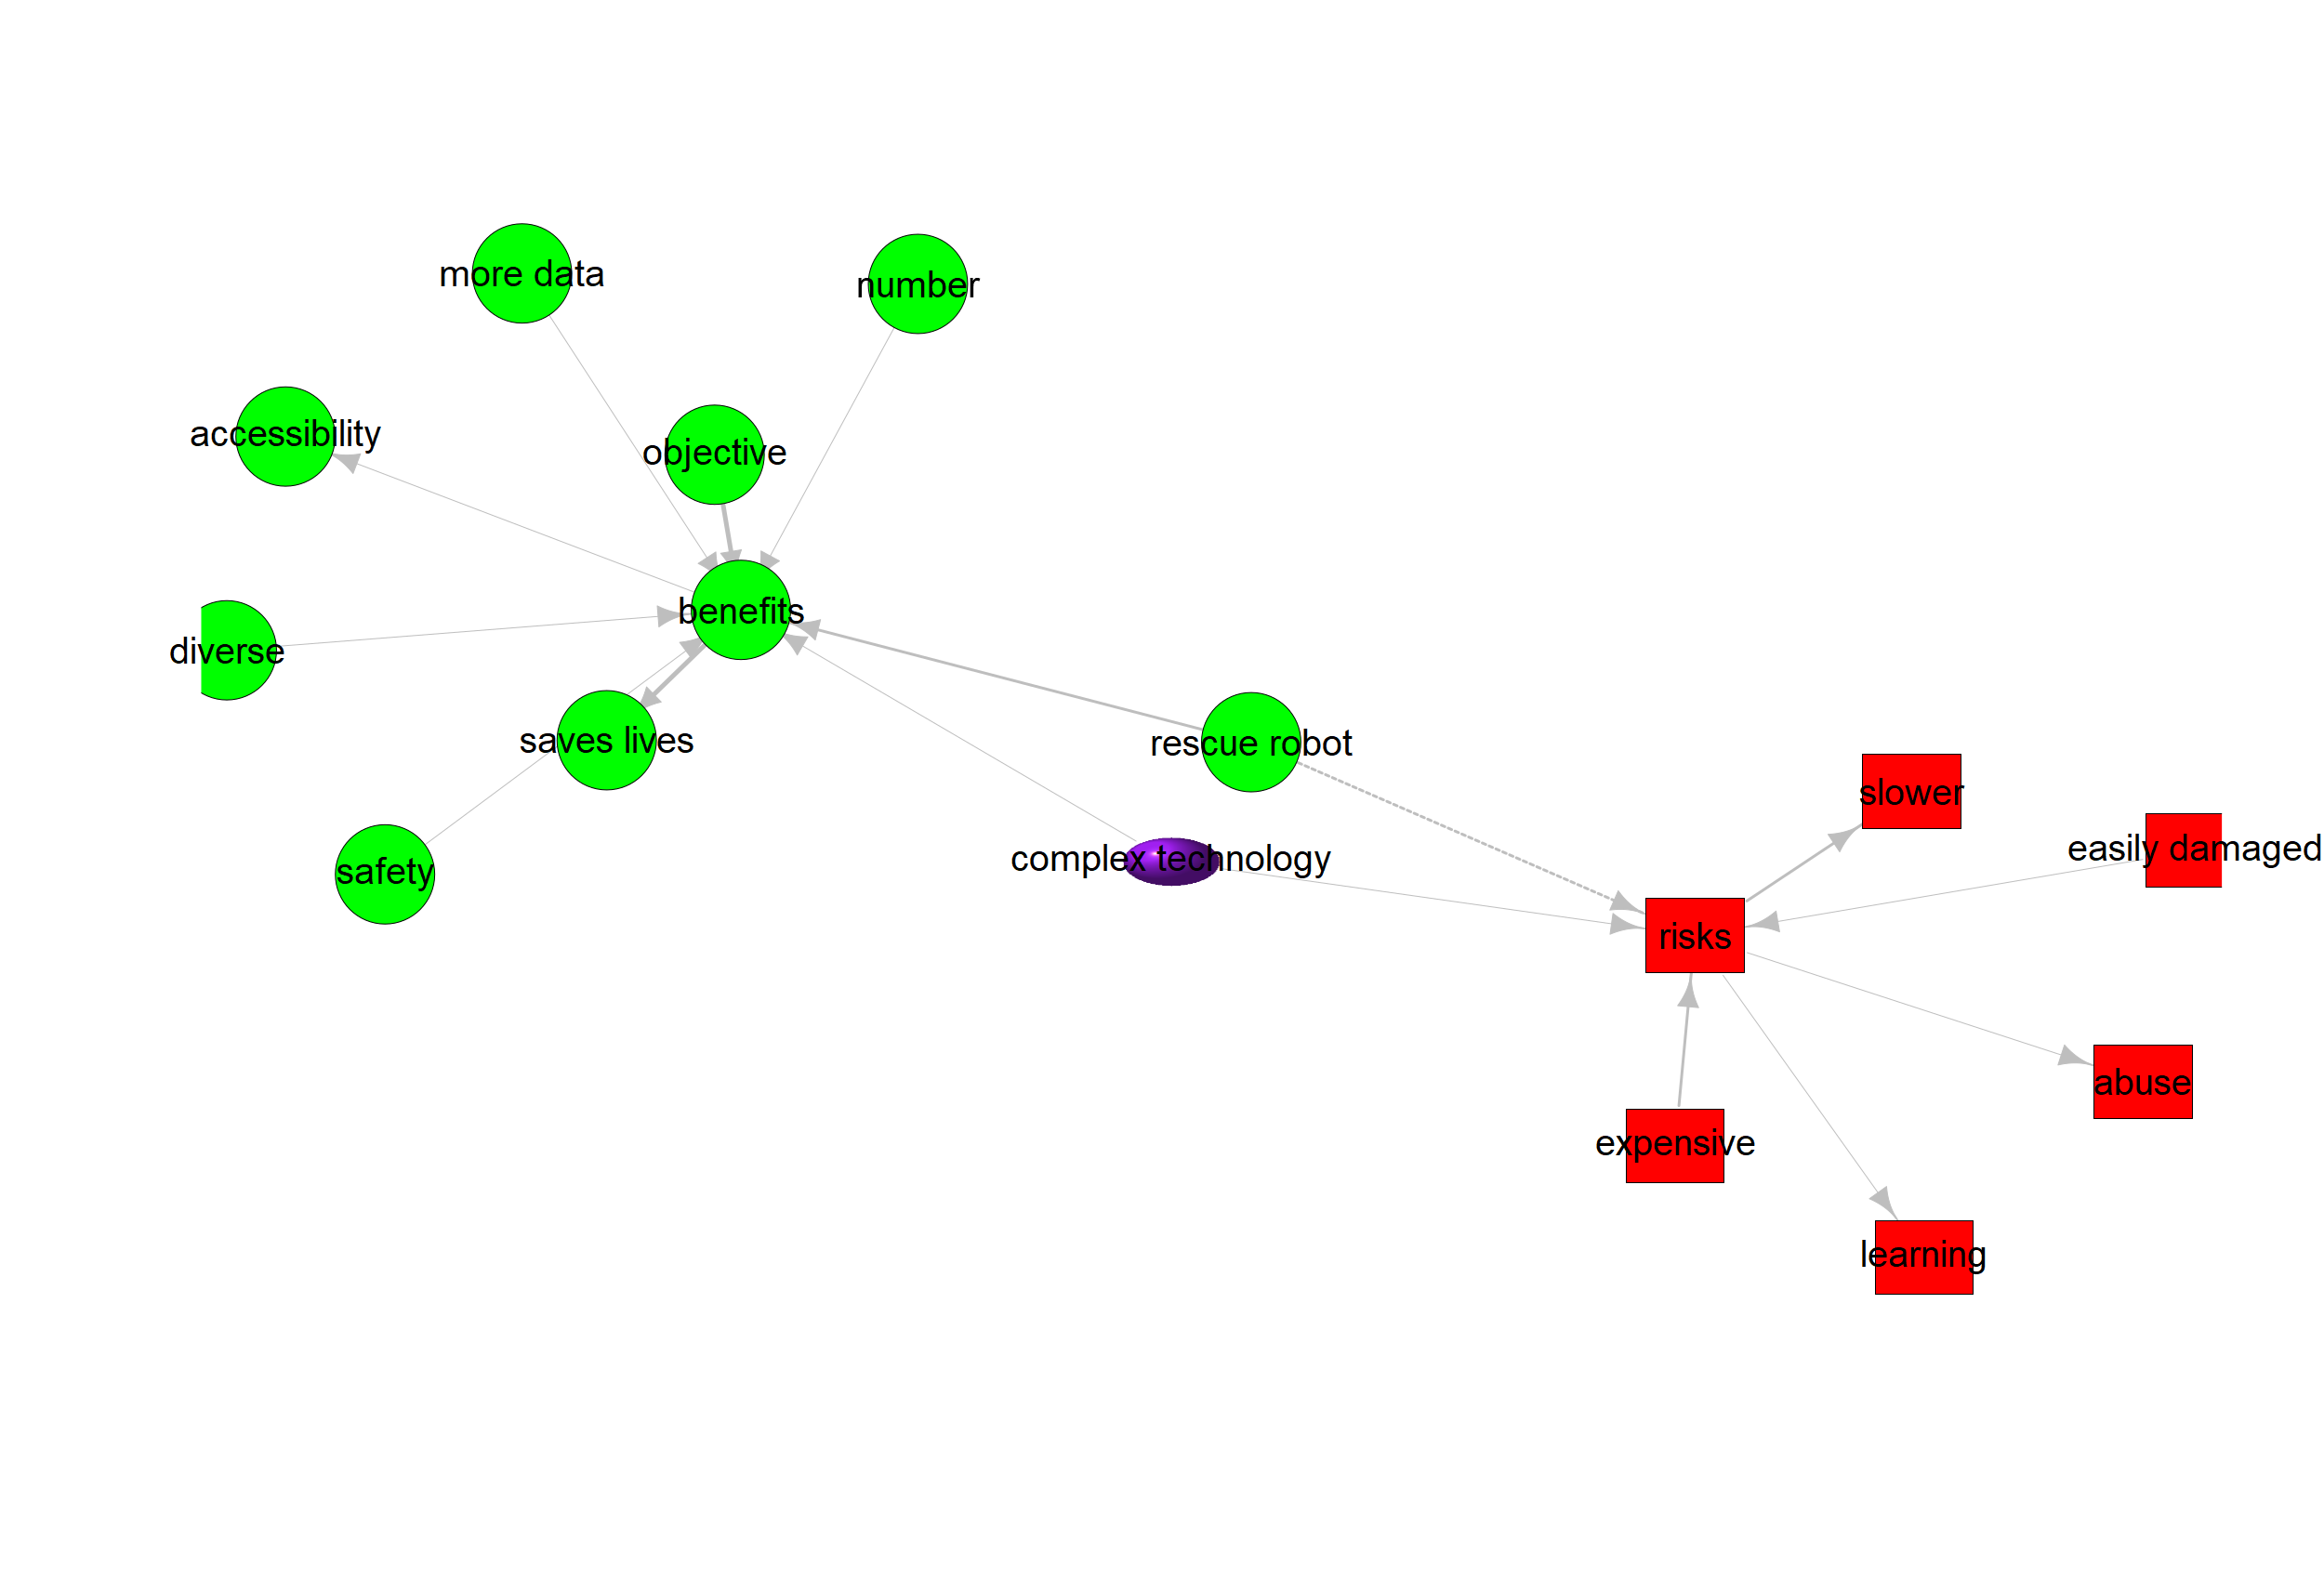 more data
number
accessibility
objective
benefits
diverse
saves lives
rescue robot
slower
easily damaged
complex technology
safety
risks
abuse
expensive
learning